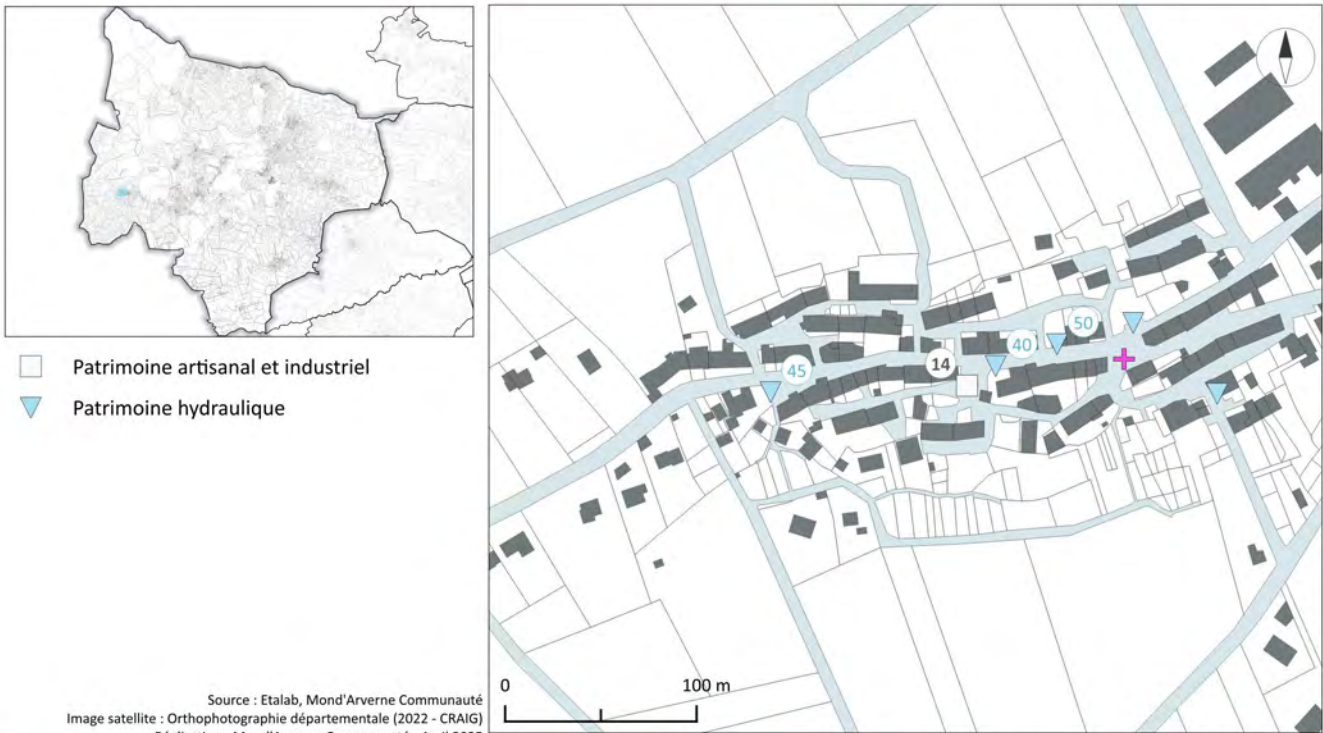 Patrimoine artisanal et industriel
Patrimoine hydraulique
Source : Etalab, Mond'Arverne Communauté
Image satellite : Orthophotographie départementale (2022 - CRAIG)
50
40
14
45
0 100 m